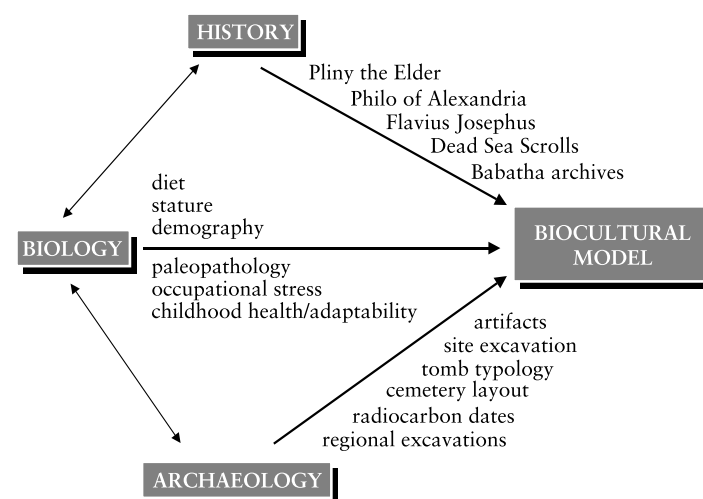 HISTORY
Pliny the Elder
Philo of Alexandria
Flavius Josephus
Dead Sea Scrolls
Babatha archives
diet
stature
demography
BIOLOGY
BIOCULTURAL
MODEL
paleopathology
occupational stress
childhood health/adaptability
artifacts
site excavation
tomb typology
cemetery layout
radiocarbon dates
regional excavations
ARCHAEOLOGY